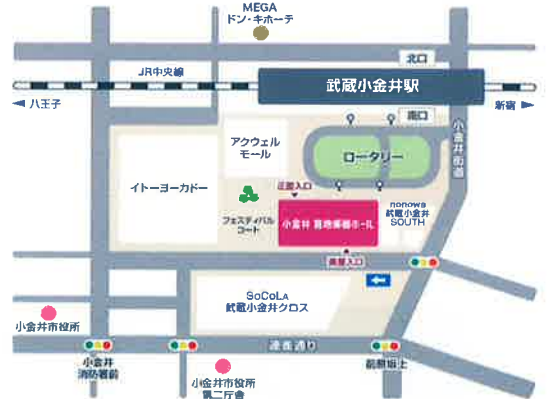 MEGA
ドン・キホーテ
北口
JR中央線
武蔵小金井駅
八王子
新宿
南口
小金井街道
アクウェル
モール
ロータリー
イトーヨーカドー
正面入口
フェスティバル
コート
小金井 宮地楽器ホール
nonowa
武蔵小金井
SOUTH
南面入口
SoCoLA
武蔵小金井クロス
小金井市役所
連雀通り
小金井
消防署前
前原坂上
小金井市役所
第二庁舎